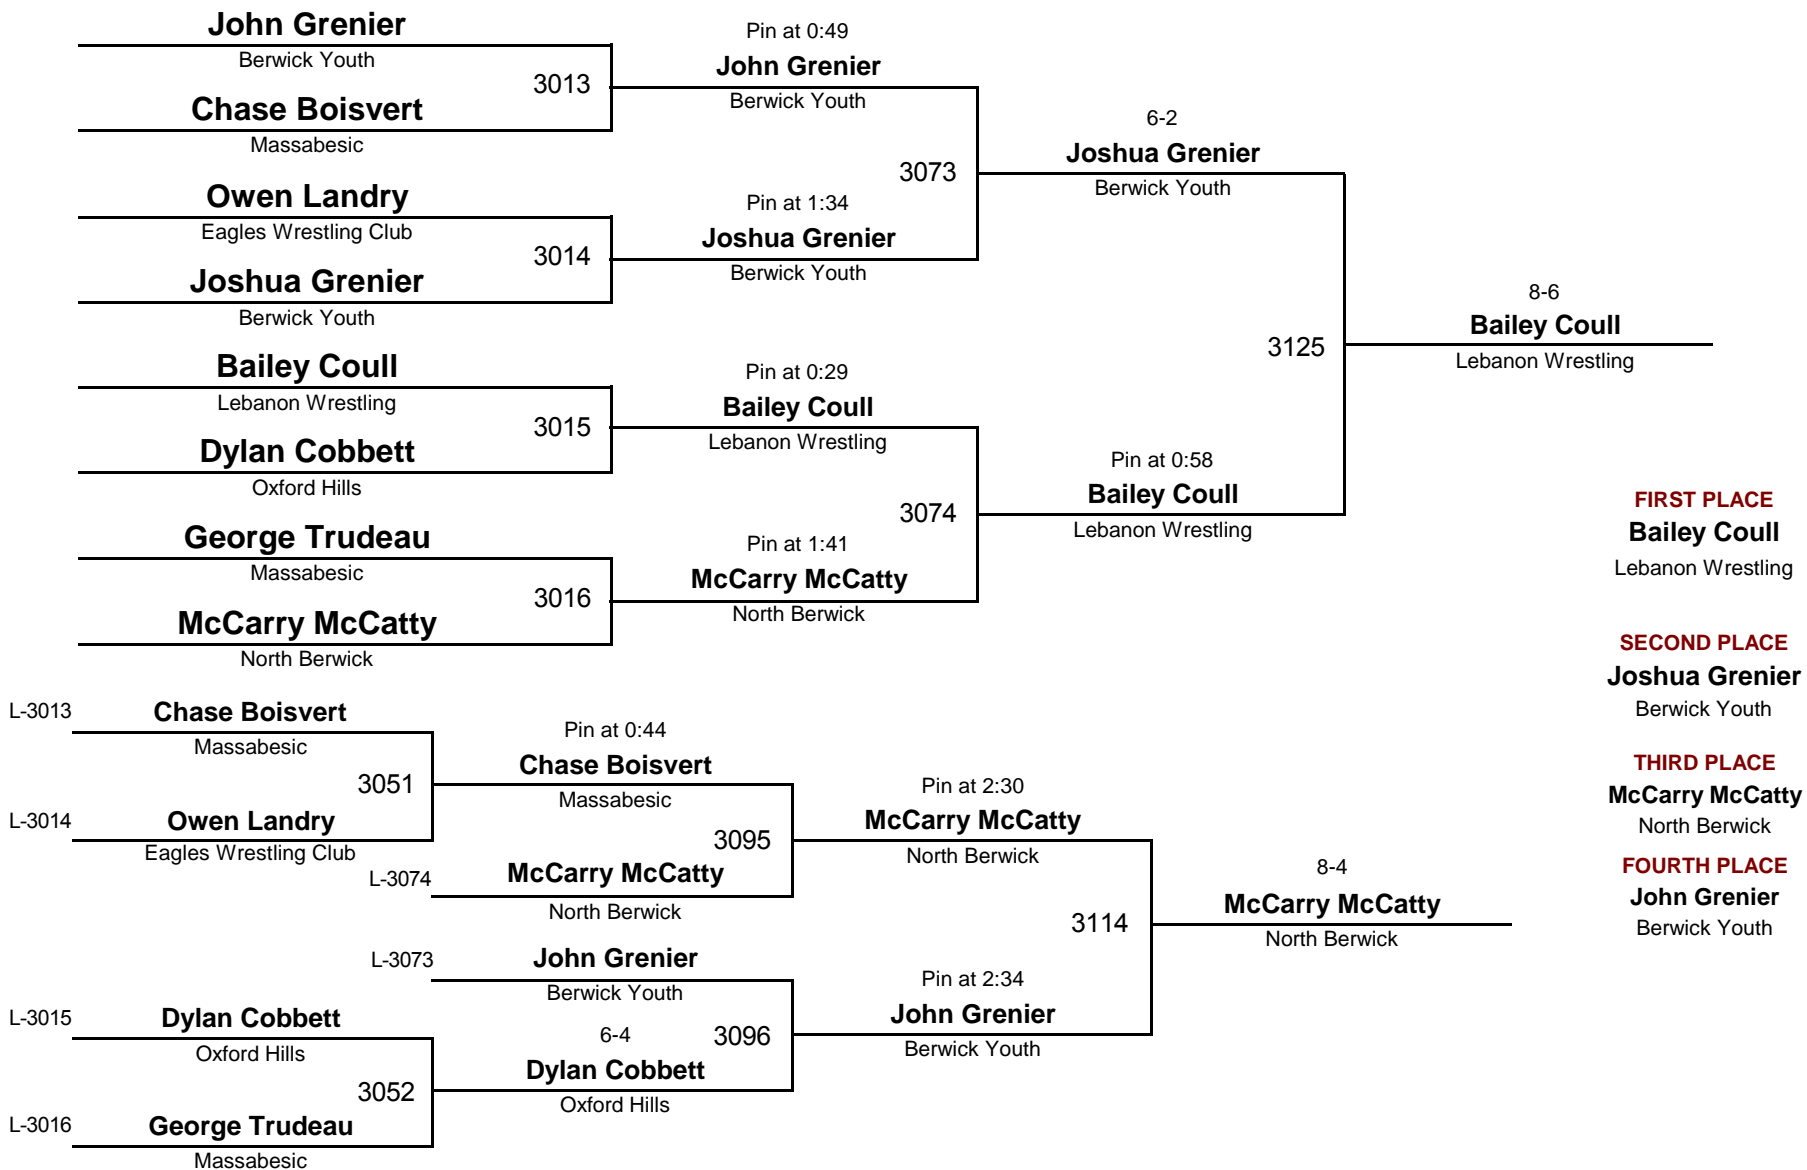 John Grenier
Berwick Youth
3013
Chase Boisvert
Massabesic
Pin at 0:49
John Grenier
Berwick Youth
Owen Landry
Eagles Wrestling Club
3014
Joshua Grenier
Berwick Youth
Pin at 1:34
Joshua Grenier
Berwick Youth
3073
6-2
Joshua Grenier
Berwick Youth
Bailey Coull
Lebanon Wrestling
3015
Dylan Cobbett
Oxford Hills
Pin at 0:29
Bailey Coull
Lebanon Wrestling
George Trudeau
Massabesic
3016
McCarry McCatty
North Berwick
Pin at 1:41
McCarry McCatty
North Berwick
3074
Pin at 0:58
Bailey Coull
Lebanon Wrestling
3125
8-6
Bailey Coull
Lebanon Wrestling
FIRST PLACE
Bailey Coull
Lebanon Wrestling
SECOND PLACE
Joshua Grenier
Berwick Youth
THIRD PLACE
McCarry McCatty
North Berwick
FOURTH PLACE
John Grenier
Berwick Youth
L-3013
Chase Boisvert
Massabesic
3051
L-3014
Owen Landry
Eagles Wrestling Club
Pin at 0:44
Chase Boisvert
Massabesic
3095
L-3074
McCarry McCatty
North Berwick
Pin at 2:30
McCarry McCatty
North Berwick
L-3073
John Grenier
Berwick Youth
3096
L-3015
Dylan Cobbett
Oxford Hills
3052
L-3016
George Trudeau
Massabesic
6-4
Dylan Cobbett
Oxford Hills
Pin at 2:34
John Grenier
Berwick Youth
3114
8-4
McCarry McCatty
North Berwick